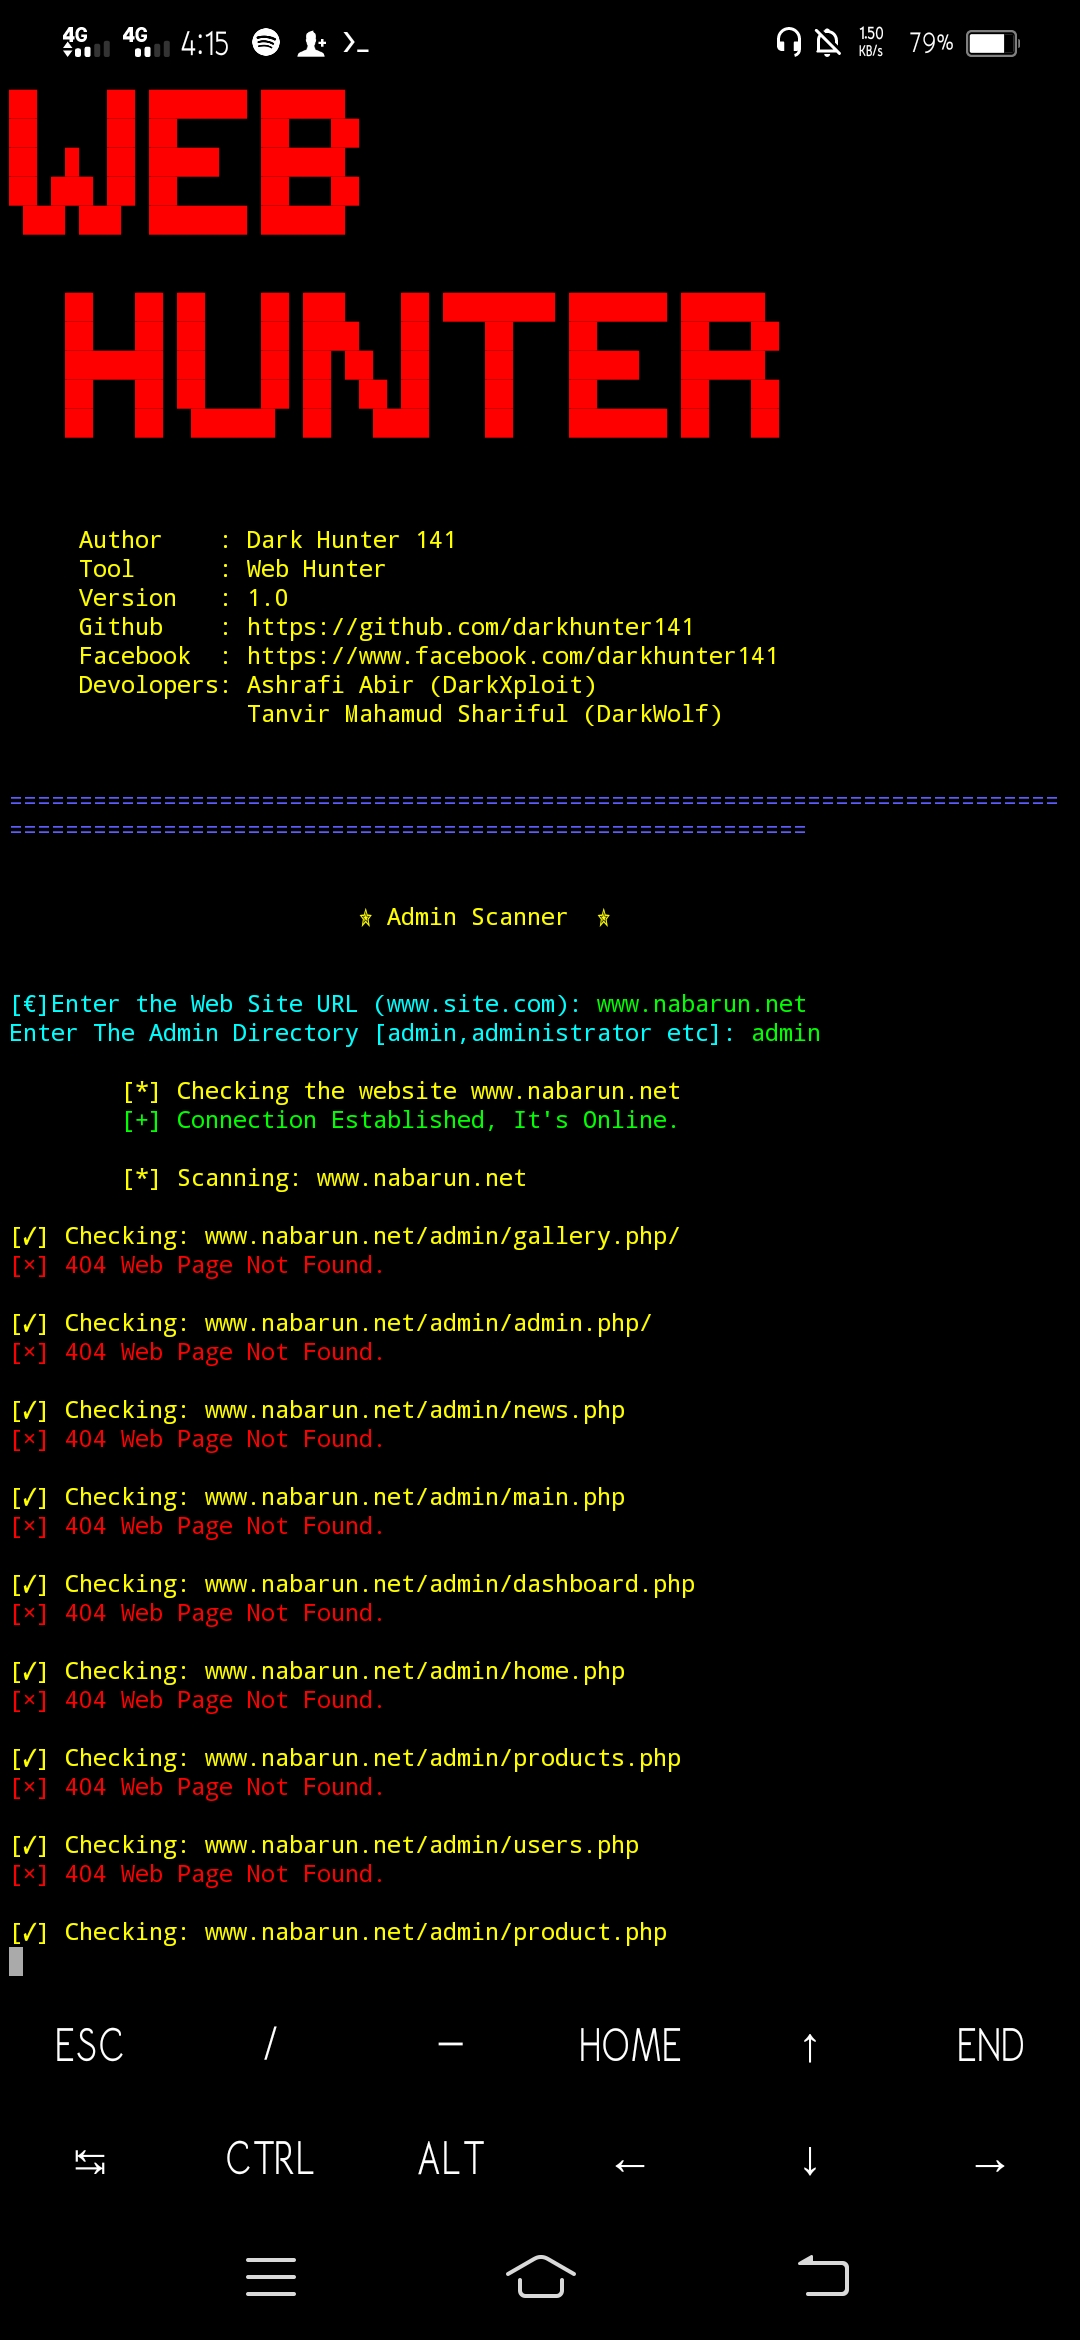 4G 4G 4:15 1.50 KB/s 79%
WEB
HUNTER
Author : Dark Hunter 141
Tool : Web Hunter
Version : 1.0
Github : https://github.com/darkhunter141
Facebook : https://www.facebook.com/darkhunter141
Devolopers: Ashrafi Abir (DarkXploit)
Tanvir Mahamud Shariful (DarkWolf)
===========================================================================
=========================================================
✯ Admin Scanner ✯
[€]Enter the Web Site URL (www.site.com): www.nabarun.net
Enter The Admin Directory [admin,administrator etc]: admin
[*] Checking the website www.nabarun.net
[+] Connection Established, It's Online.
[*] Scanning: www.nabarun.net
[✓] Checking: www.nabarun.net/admin/gallery.php/
[×] 404 Web Page Not Found.
[✓] Checking: www.nabarun.net/admin/admin.php/
[×] 404 Web Page Not Found.
[✓] Checking: www.nabarun.net/admin/news.php
[×] 404 Web Page Not Found.
[✓] Checking: www.nabarun.net/admin/main.php
[×] 404 Web Page Not Found.
[✓] Checking: www.nabarun.net/admin/dashboard.php
[×] 404 Web Page Not Found.
[✓] Checking: www.nabarun.net/admin/home.php
[×] 404 Web Page Not Found.
[✓] Checking: www.nabarun.net/admin/products.php
[×] 404 Web Page Not Found.
[✓] Checking: www.nabarun.net/admin/users.php
[×] 404 Web Page Not Found.
[✓] Checking: www.nabarun.net/admin/product.php
ESC / — HOME ↑ END
↹ CTRL ALT ← ↓ →